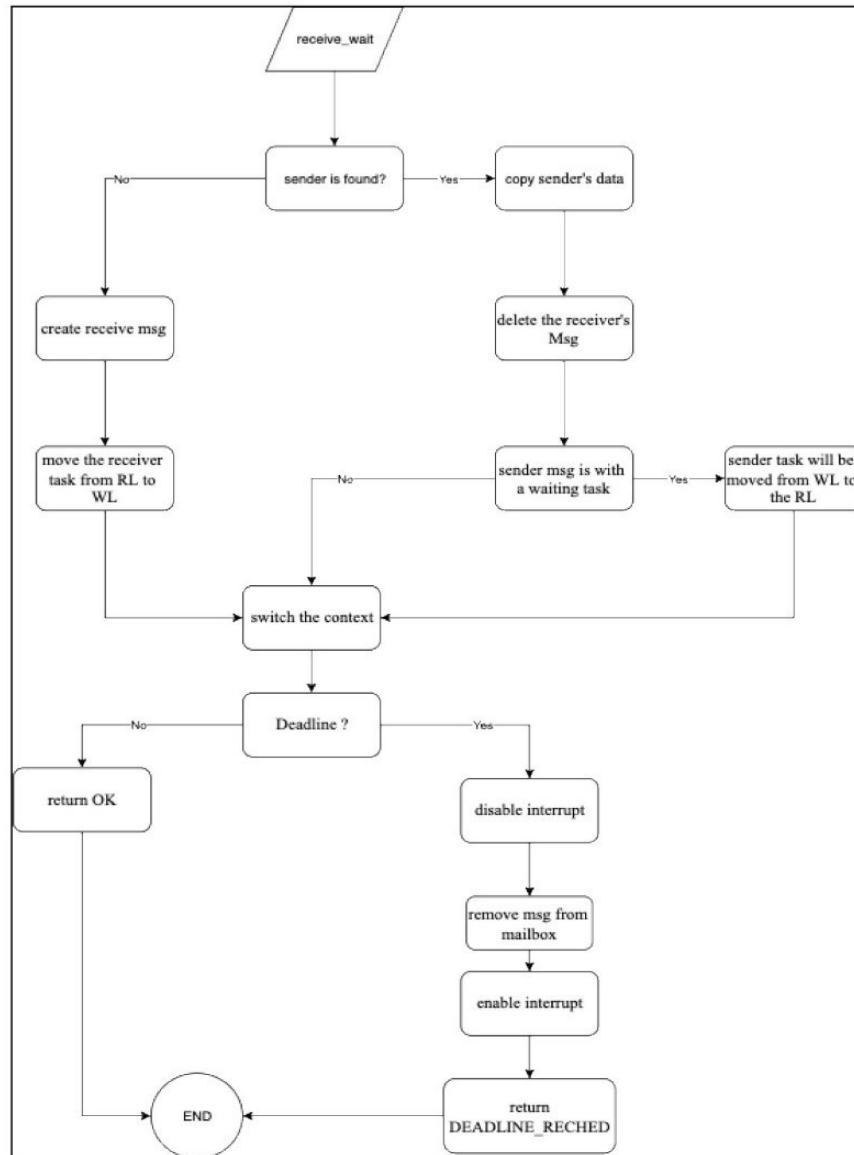 receive_wait
sender is found?
No
Yes
copy sender's data
create receive msg
delete the receiver's
Msg
move the receiver
task from RL to
WL
sender msg is with
a waiting task
No
Yes
sender task will be
moved from WL to
the RL
switch the context
Deadline ?
No
Yes
return OK
disable interrupt
remove msg from
mailbox
enable interrupt
return
DEADLINE_RECHED
END